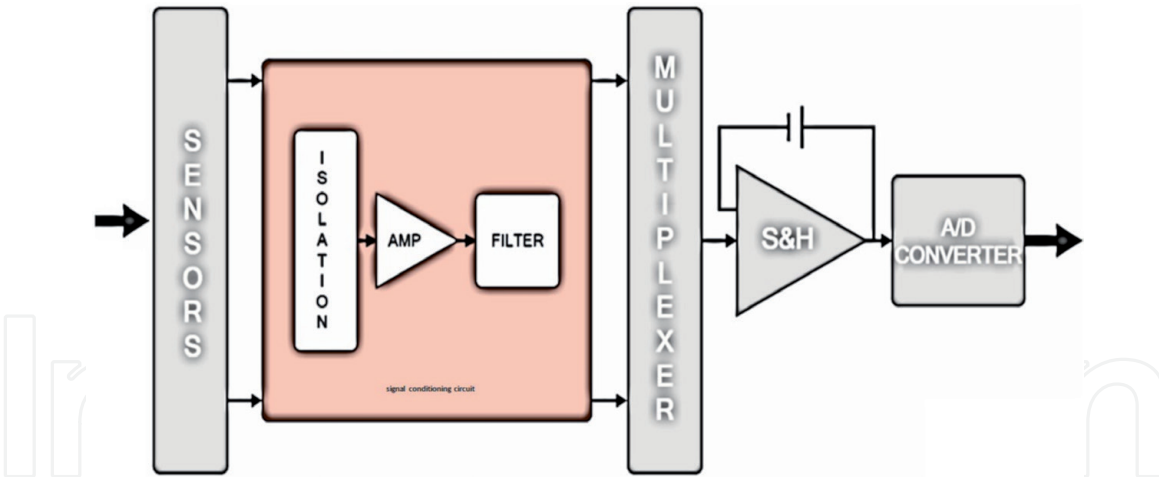 SENSORS
ISOLATION
AMP
FILTER
signal conditioning circuit
MULTIPLEXER
S&H
A/D
CONVERTER